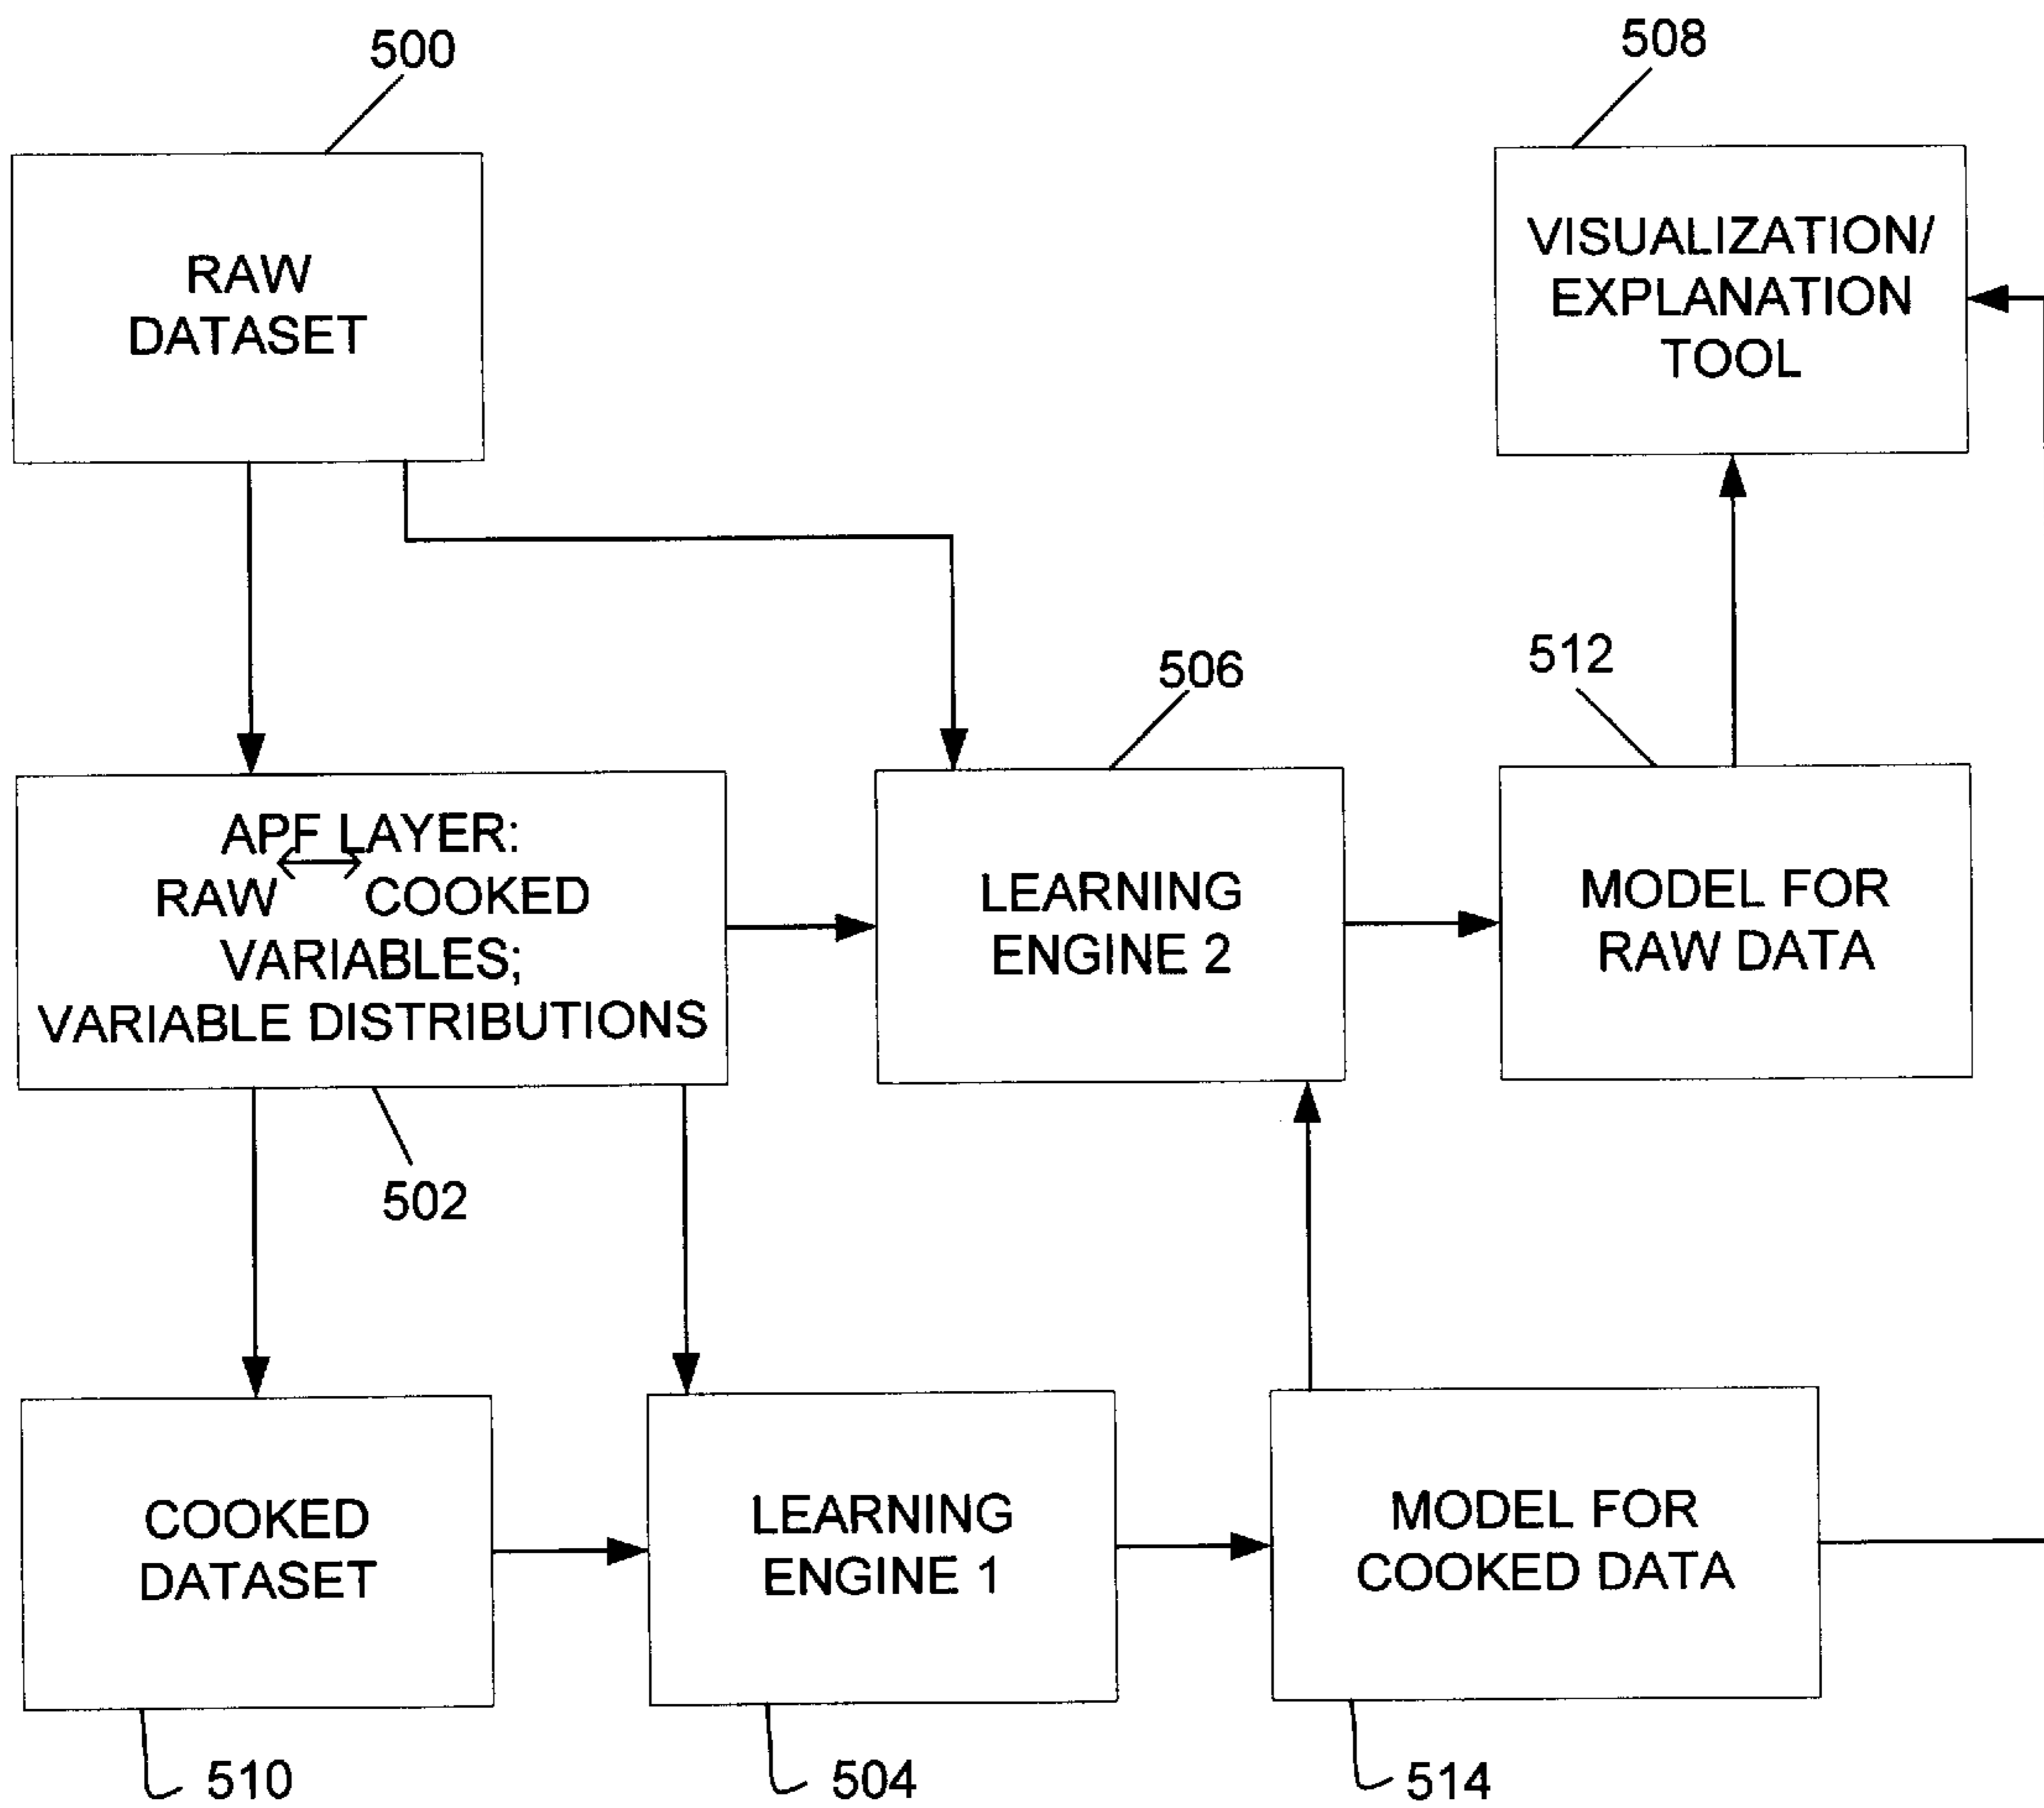 500
508
RAW
DATASET
VISUALIZATION/
EXPLANATION
TOOL
506
512
APF LAYER:
RAW COOKED
VARIABLES;
VARIABLE DISTRIBUTIONS
LEARNING
ENGINE 2
MODEL FOR
RAW DATA
502
COOKED
DATASET
LEARNING
ENGINE 1
MODEL FOR
COOKED DATA
510
504
514